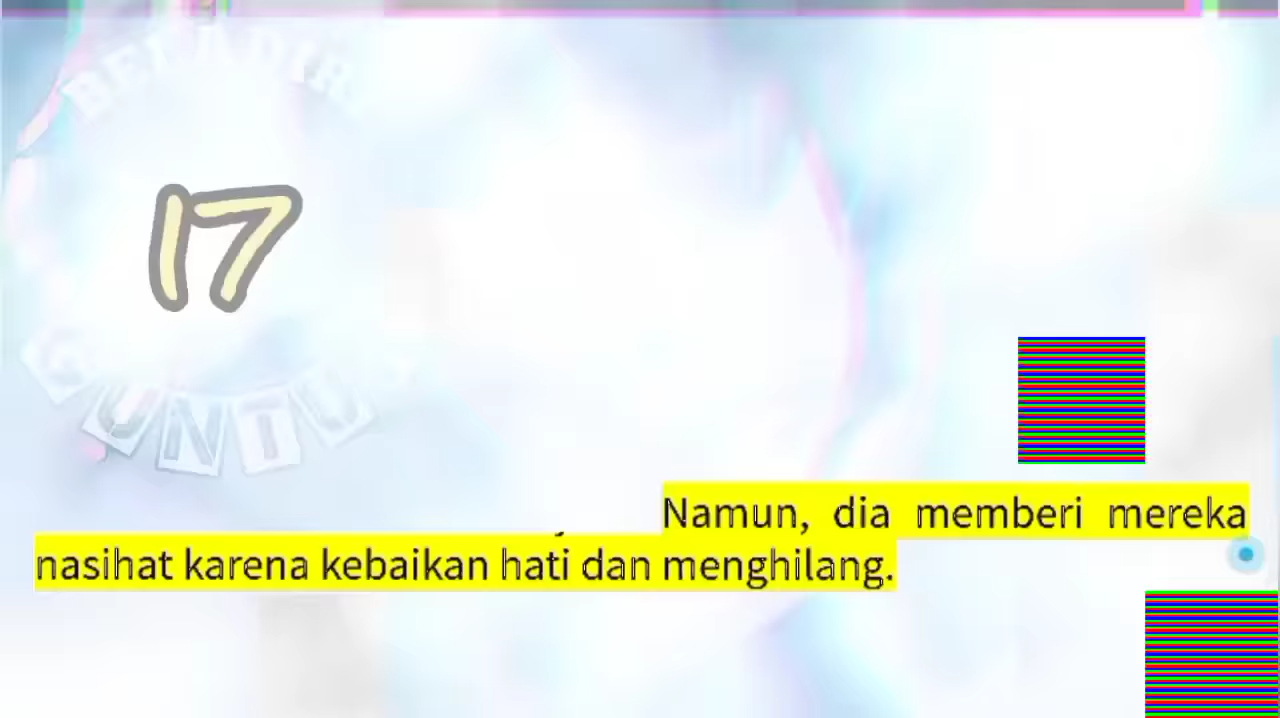 17
Namun, dia memberi mereka
nasihat karena kebaikan hati dan menghilang.